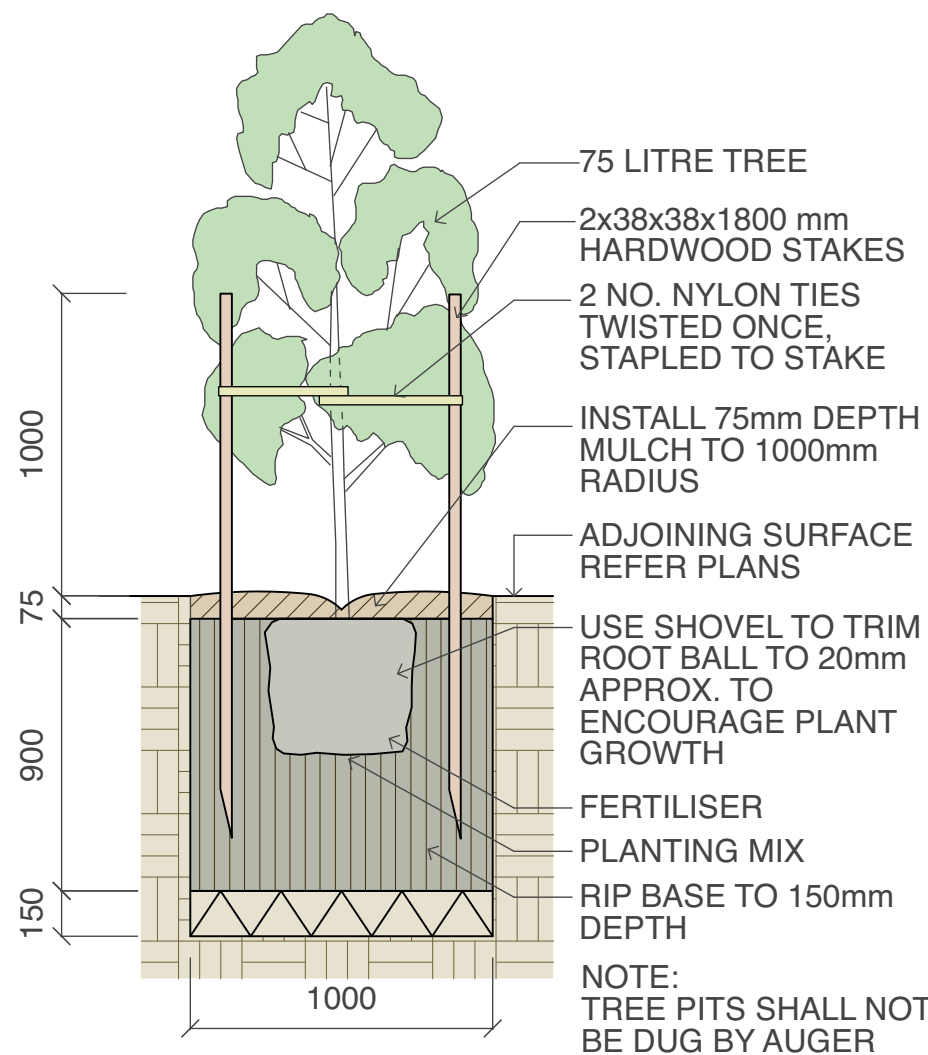 75 LITRE TREE
2x38x38x1800 mm
HARDWOOD STAKES
2 NO. NYLON TIES
TWISTED ONCE,
STAPLED TO STAKE
INSTALL 75mm DEPTH
MULCH TO 1000mm
RADIUS
ADJOINING SURFACE
REFER PLANS
USE SHOVEL TO TRIM
ROOT BALL TO 20mm
APPROX. TO
ENCOURAGE PLANT
GROWTH
FERTILISER
PLANTING MIX
RIP BASE TO 150mm
DEPTH
NOTE:
TREE PITS SHALL NOT
BE DUG BY AUGER
1000
75
900
150
1000